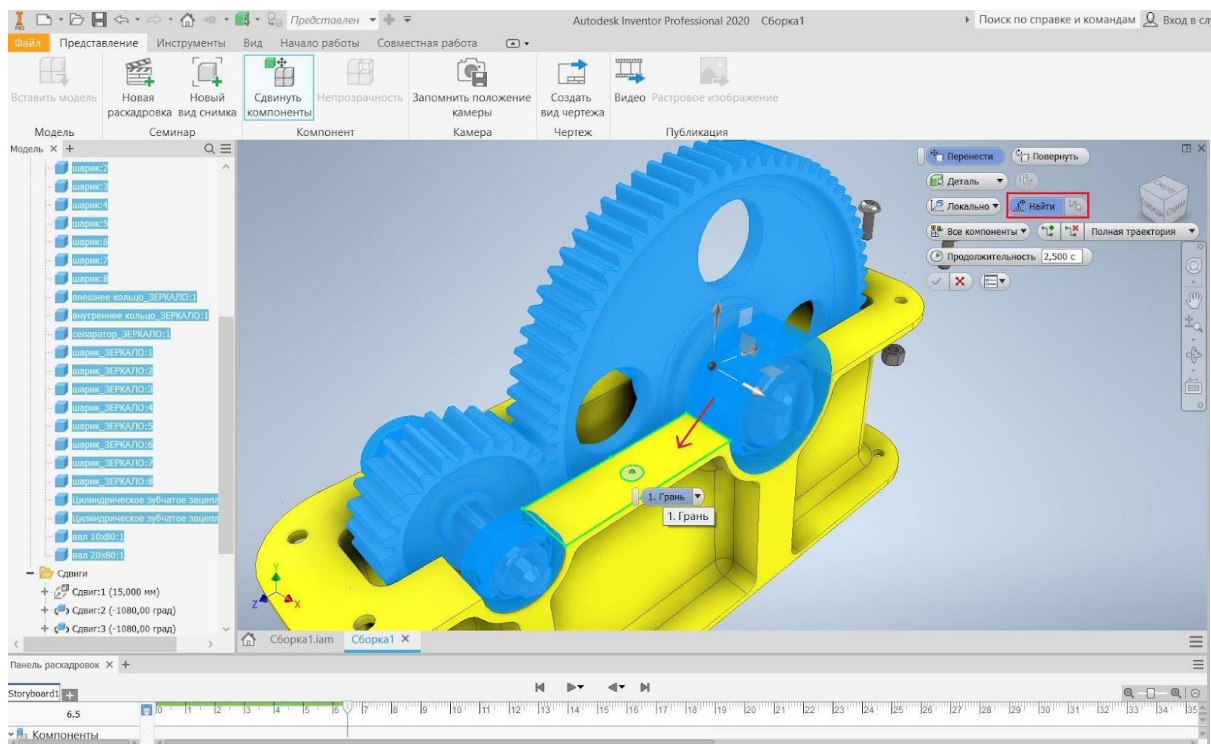 PRO
Представлен
Autodesk Inventor Professional 2020 Сборка1
Поиск по справке и командам
Вход в сл
Файл Представление Инструменты Вид Начало работы Совместная работа
Вставить модель
Новая раскадровка
Новый вид снимка
Сдвинуть компоненты
Непрозрачность
Запомнить положение камеры
Создать вид чертежа
Видео
Растровое изображение
Модель Семинар Компонент Камера Чертеж Публикация
Модель × +
шарик:2
шарик:3
шарик:4
шарик:5
шарик:6
шарик:7
шарик:8
внешнее кольцо_ЗЕРКАЛО:1
внутреннее кольцо_ЗЕРКАЛО:1
сепаратор_ЗЕРКАЛО:1
шарик_ЗЕРКАЛО:1
шарик_ЗЕРКАЛО:2
шарик_ЗЕРКАЛО:3
шарик_ЗЕРКАЛО:4
шарик_ЗЕРКАЛО:5
шарик_ЗЕРКАЛО:6
шарик_ЗЕРКАЛО:7
шарик_ЗЕРКАЛО:8
Цилиндрическое зубчатое зацепл
Цилиндрическое зубчатое зацепл
вал 10x80:1
вал 20x80:1
Сдвиги
Сдвиг:1 (15,000 мм)
Сдвиг:2 (-1080,00 град)
Сдвиг:3 (-1080,00 град)
Перенести Повернуть
Деталь
Локально Найти
Все компоненты Полная траектория
Продолжительность 2,500 с
Справа
1. Грань
1. Грань
Y
Z X
Сборка1.iam Сборка1 ×
Панель раскадровок × +
Storyboard1
6.5
0 1 2 3 4 5 6 7 8 9 10 11 12 13 14 15 16 17 18 19 20 21 22 23 24 25 26 27 28 29 30 31 32 33 34 35
Компоненты